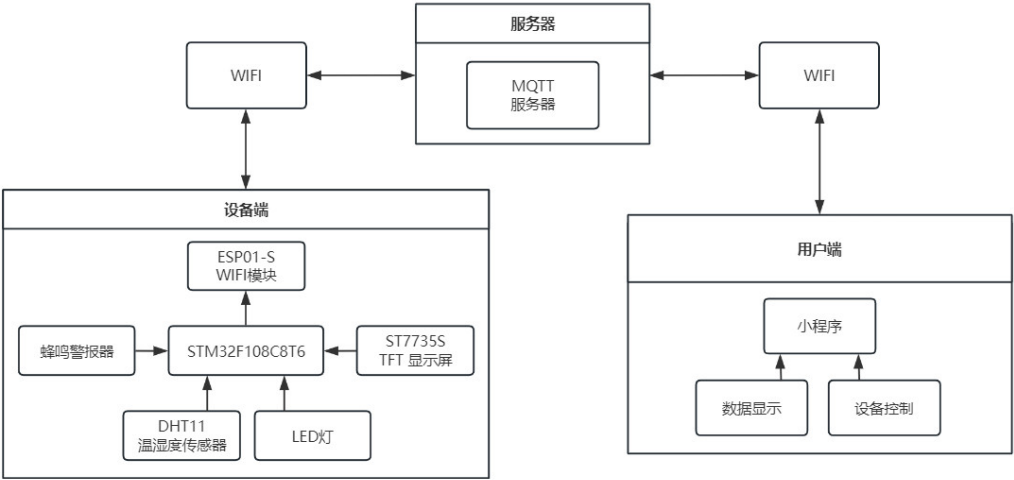 服务器
WIFI
MQTT
服务器
WIFI
设备端
用户端
ESP01-S
WIFI模块
小程序
蜂鸣警报器
STM32F108C8T6
ST7735S
TFT 显示屏
数据显示
设备控制
DHT11
温湿度传感器
LED灯